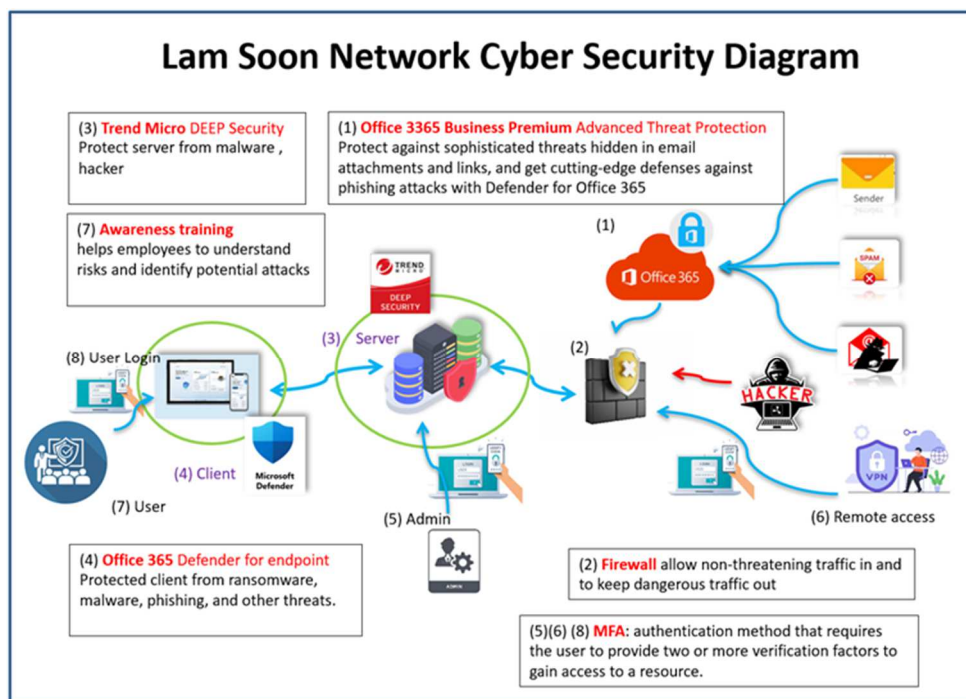 Lam Soon Network Cyber Security Diagram
(3) Trend Micro DEEP Security
Protect server from malware ,
hacker
(1) Office 3365 Business Premium Advanced Threat Protection
Protect against sophisticated threats hidden in email
attachments and links, and get cutting-edge defenses against
phishing attacks with Defender for Office 365
(7) Awareness training
helps employees to understand
risks and identify potential attacks
Sender
(1)
Office 365
SPAM
TREND
MICRO
DEEP
SECURITY
(3) Server
(2)
HACKER
(8) User Login
(4) Client
Microsoft
Defender
(7) User
(5) Admin
ADMIN
VPN
(6) Remote access
(4) Office 365 Defender for endpoint
Protected client from ransomware,
malware, phishing, and other threats.
(2) Firewall allow non-threatening traffic in and
to keep dangerous traffic out
(5)(6) (8) MFA: authentication method that requires
the user to provide two or more verification factors to
gain access to a resource.